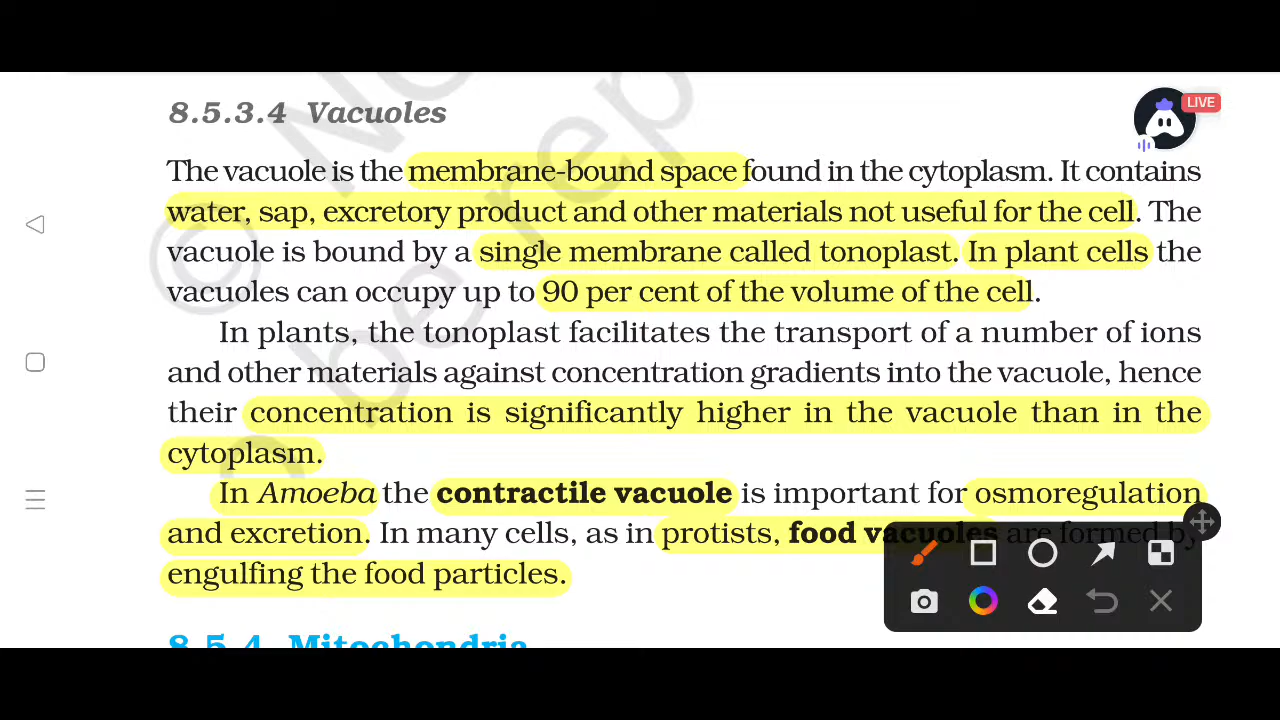 8.5.3.4 Vacuoles
LIVE
The vacuole is the membrane-bound space found in the cytoplasm. It contains
water, sap, excretory product and other materials not useful for the cell. The
vacuole is bound by a single membrane called tonoplast. In plant cells the
vacuoles can occupy up to 90 per cent of the volume of the cell.
In plants, the tonoplast facilitates the transport of a number of ions
and other materials against concentration gradients into the vacuole, hence
their concentration is significantly higher in the vacuole than in the
cytoplasm.
In Amoeba the contractile vacuole is important for osmoregulation
and excretion. In many cells, as in protists, food vacuoles are formed by
engulfing the food particles.
8.5.4 Mitochondria